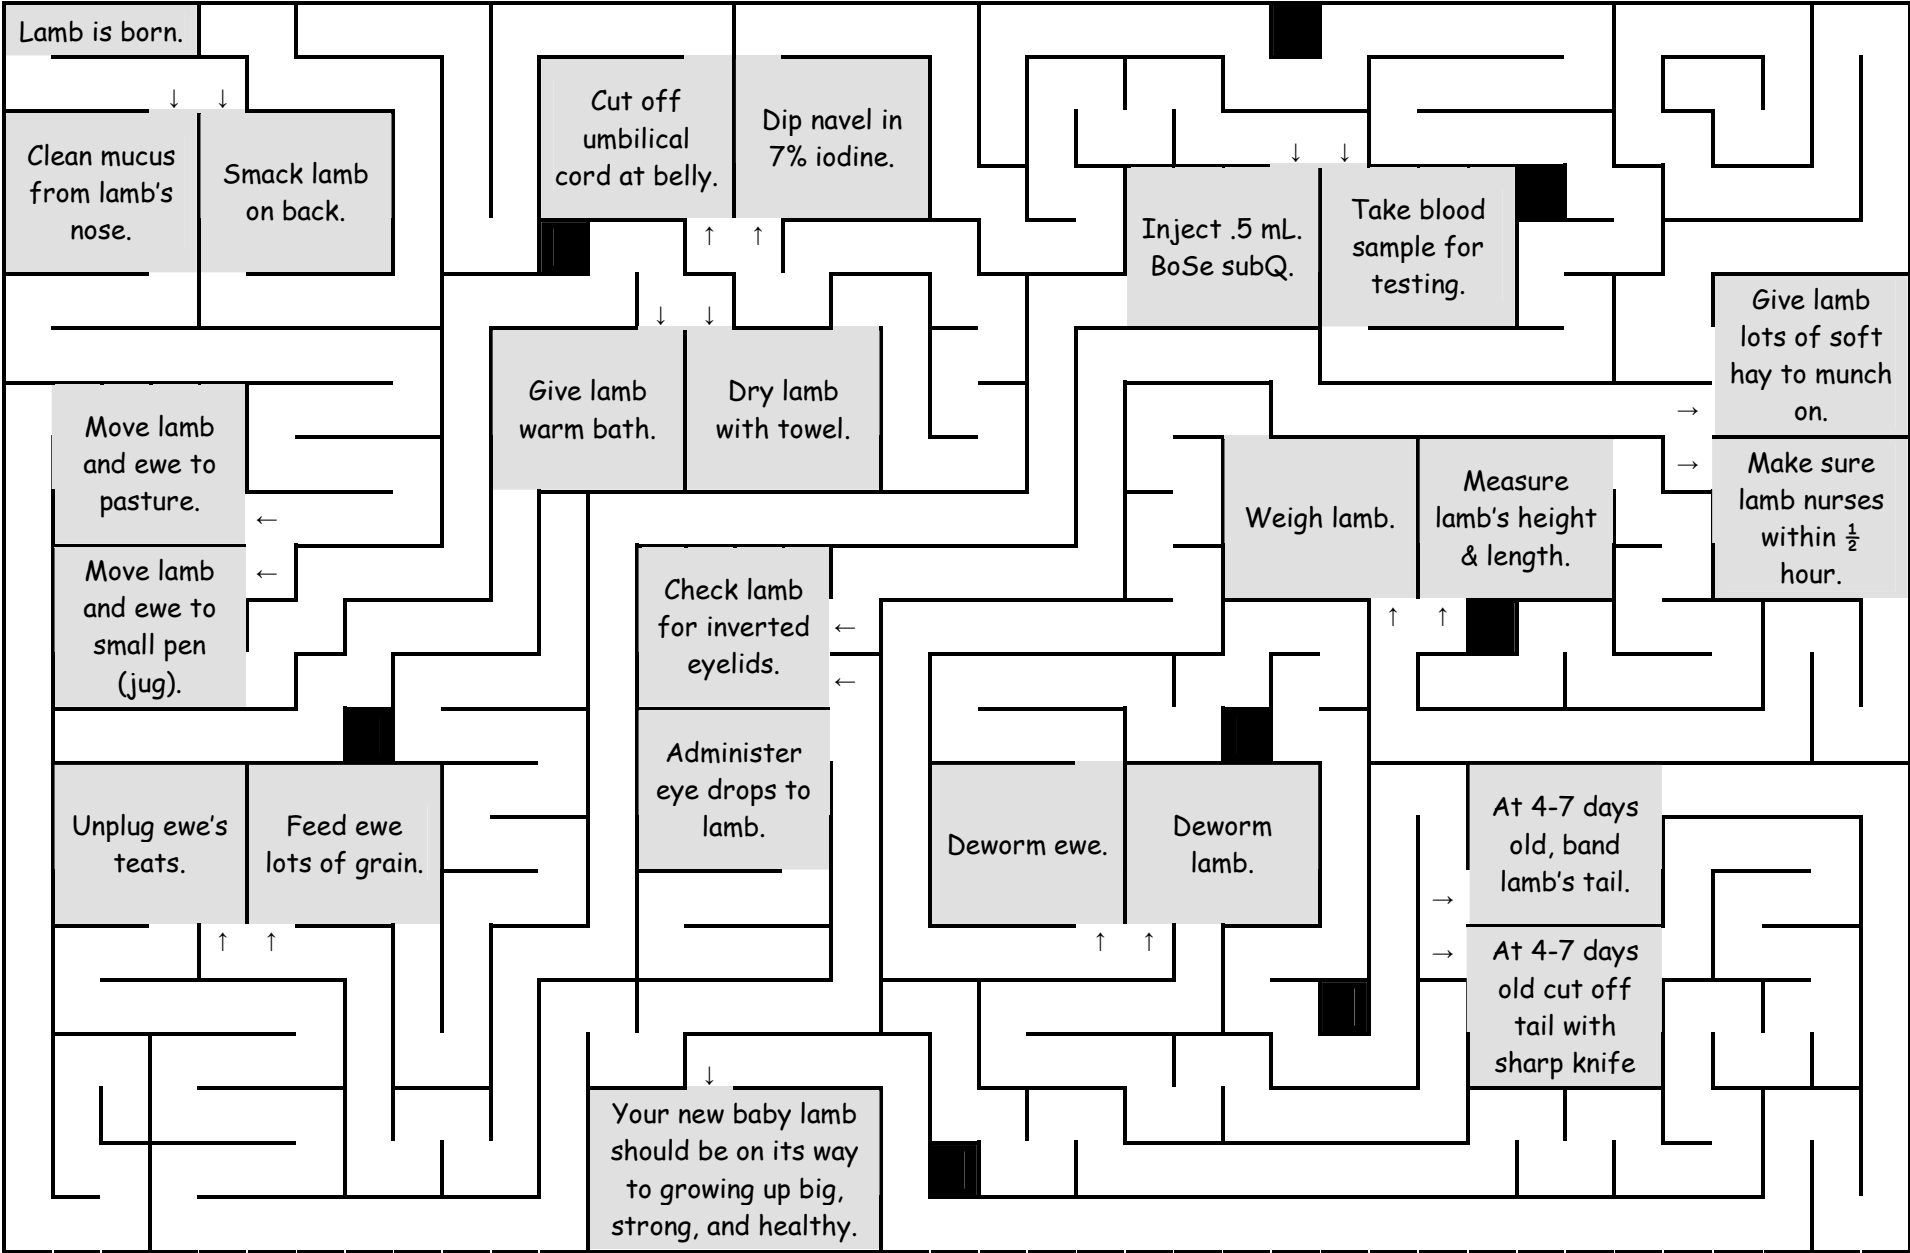 Lamb is born.
↓ ↓
Clean mucus
from lamb's
nose.
Smack lamb
on back.
Cut off
umbilical
cord at belly.
Dip navel in
7% iodine.
↑ ↑
↓ ↓
Inject .5 mL.
BoSe subQ.
Take blood
sample for
testing.
Give lamb
lots of soft
hay to munch
on.
→
→
Make sure
lamb nurses
within ½
hour.
↓ ↓
Give lamb
warm bath.
Dry lamb
with towel.
Move lamb
and ewe to
pasture.
←
←
Move lamb
and ewe to
small pen
(jug).
Weigh lamb.
Measure
lamb's height
& length.
↑ ↑
Check lamb
for inverted
eyelids.
←
←
Administer
eye drops to
lamb.
Unplug ewe's
teats.
Feed ewe
lots of grain.
↑ ↑
Deworm ewe.
Deworm
lamb.
↑ ↑
At 4-7 days
old, band
lamb's tail.
→
→
At 4-7 days
old cut off
tail with
sharp knife
↓
Your new baby lamb
should be on its way
to growing up big,
strong, and healthy.